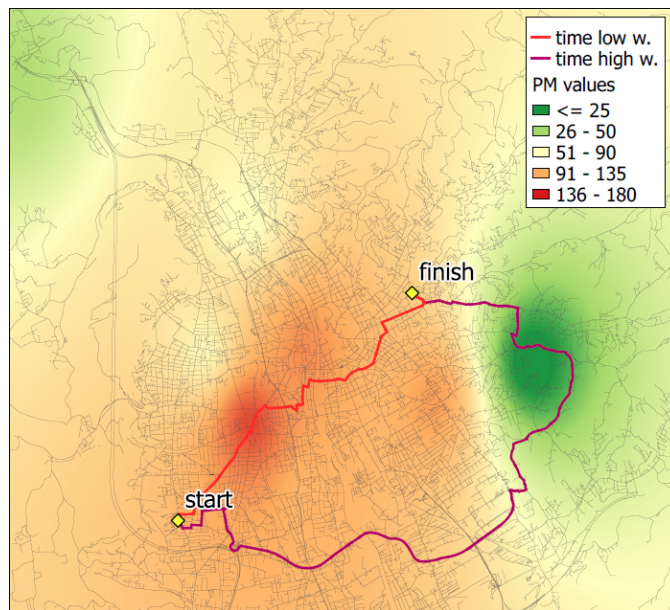 time low w.
time high w.
PM values
<= 25
26 - 50
51 - 90
91 - 135
136 - 180
finish
start